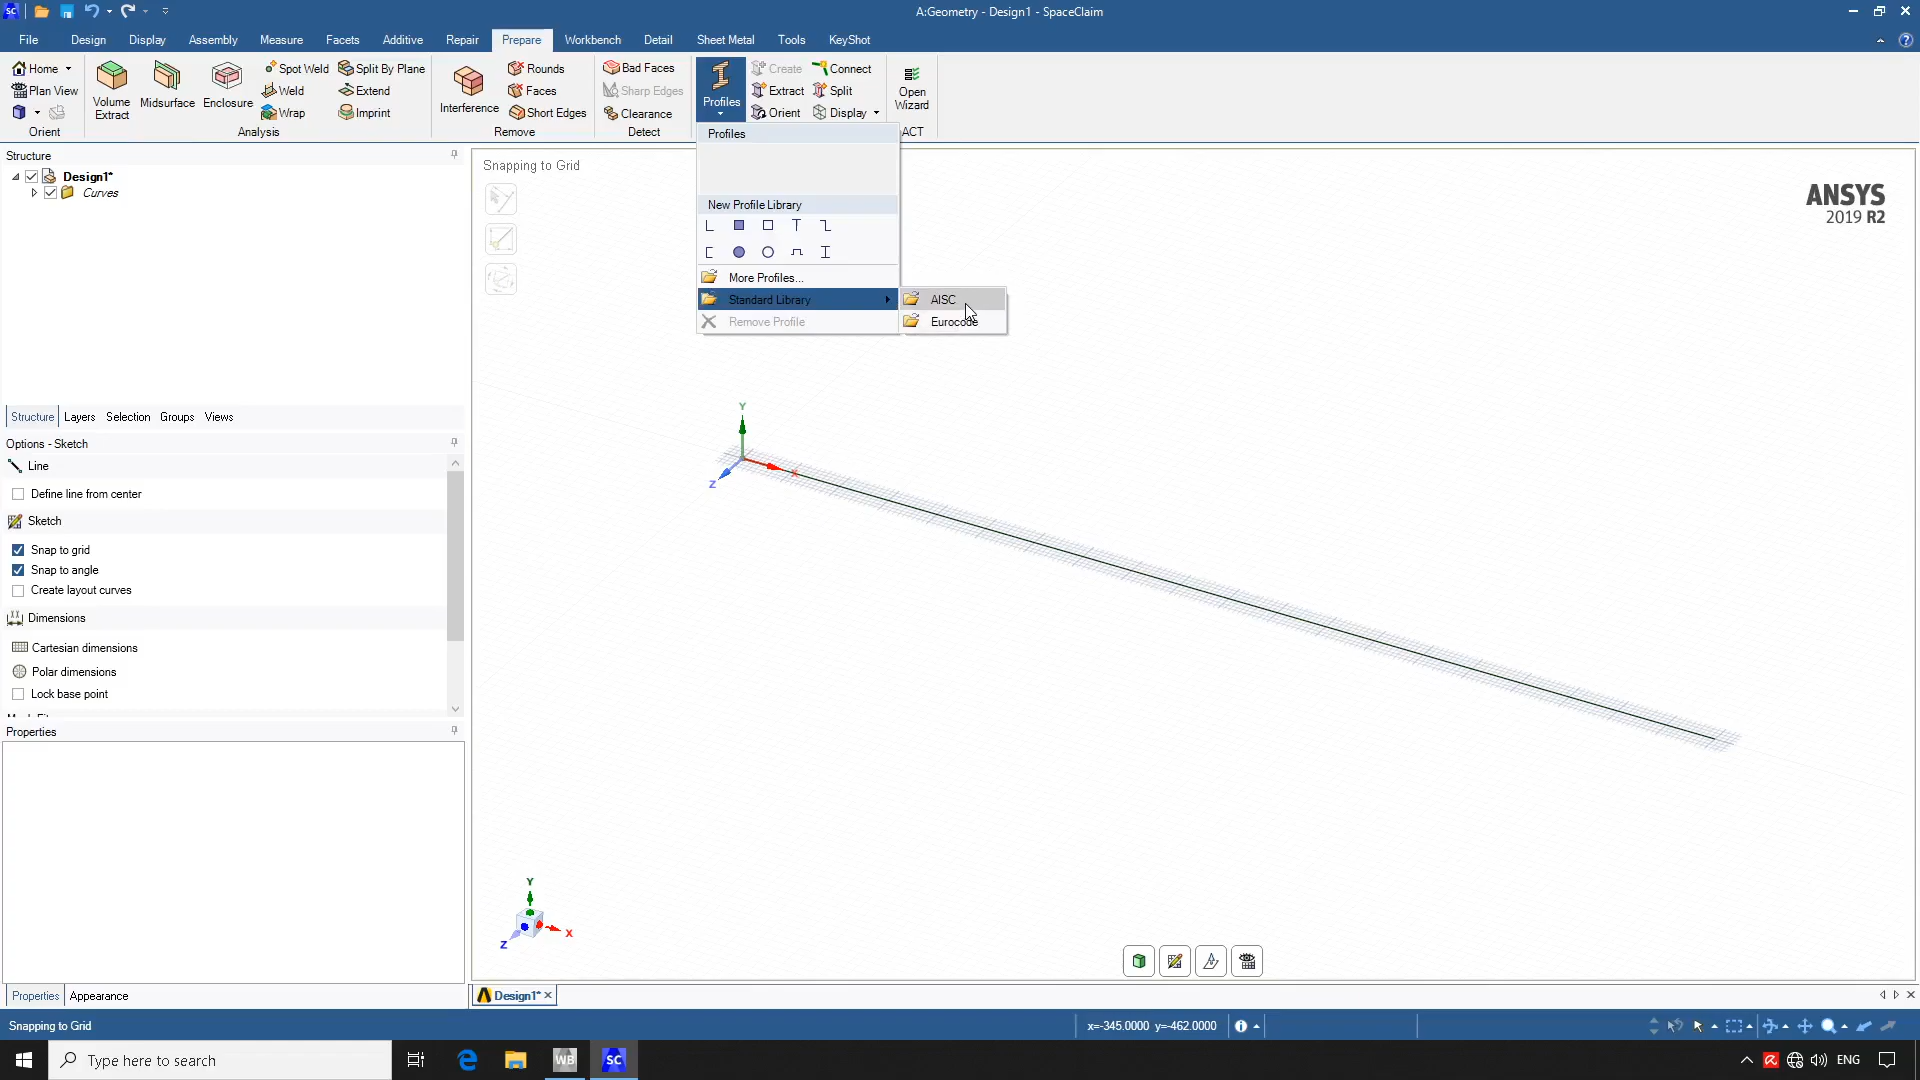 A:Geometry - Design1 - SpaceClaim
File Design Display Assembly Measure Facets Additive Repair Prepare Workbench Detail Sheet Metal Tools KeyShot
Home
Plan View
Orient
Volume Extract
Midsurface
Enclosure
Spot Weld
Weld
Wrap
Split By Plane
Extend
Imprint
Analysis
Interference
Rounds
Faces
Short Edges
Remove
Bad Faces
Sharp Edges
Clearance
Detect
Profiles
Create
Extract
Orient
Connect
Split
Display
Open Wizard
ACT
Profiles
New Profile Library
More Profiles...
Standard Library
Remove Profile
AISC
Eurocode
Structure
Design1*
Curves
Structure Layers Selection Groups Views
Options - Sketch
Line
Define line from center
Sketch
Snap to grid
Snap to angle
Create layout curves
Dimensions
Cartesian dimensions
Polar dimensions
Lock base point
Properties
Properties Appearance
Snapping to Grid
ANSYS
2019 R2
Y
X
Z
Y
X
Z
Design1*
Snapping to Grid
x=-345.0000 y=-462.0000
Type here to search
WB
SC
ENG